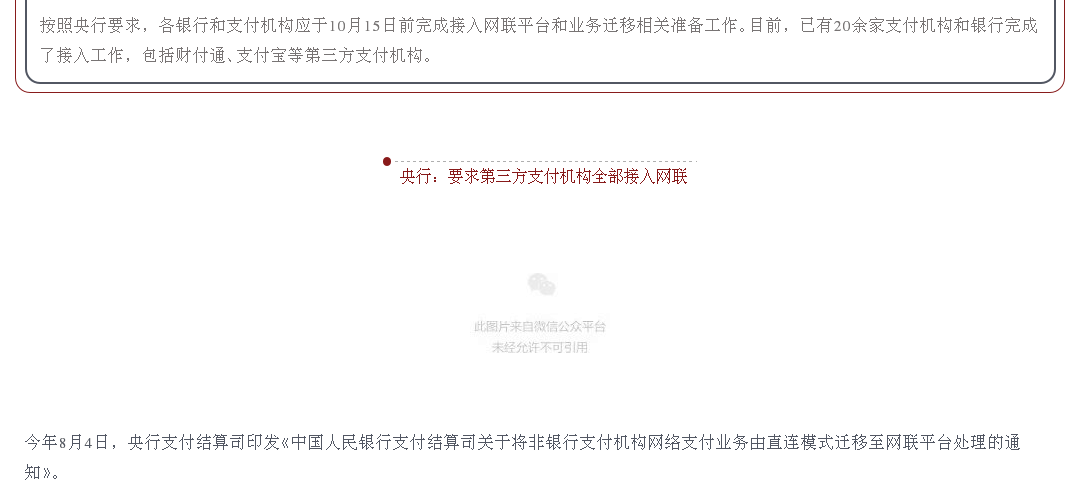 按照央行要求，各银行和支付机构应于10月15日前完成接入网联平台和业务迁移相关准备工作。目前，已有20余家支付机构和银行完成
了接入工作，包括财付通、支付宝等第三方支付机构。
央行：要求第三方支付机构全部接入网联
此图片来自微信公众平台
未经允许不可引用
今年8月4日，央行支付结算司印发《中国人民银行支付结算司关于将非银行支付机构网络支付业务由直连模式迁移至网联平台处理的通
知》。